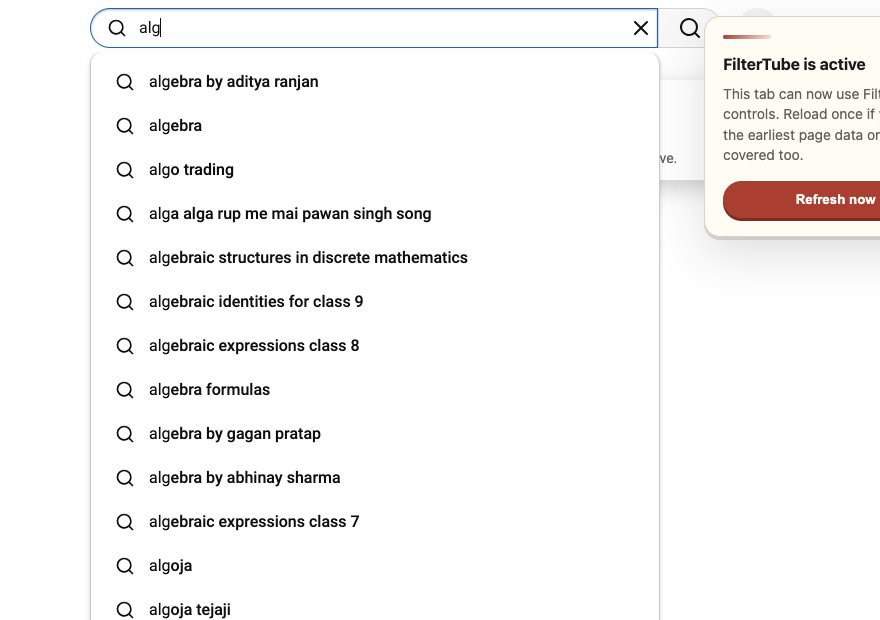 alg
FilterTube is active
This tab can now use Filt
controls. Reload once if
the earliest page data or
covered too.
Refresh now
ve.
algebra by aditya ranjan
algebra
algo trading
alga alga rup me mai pawan singh song
algebraic structures in discrete mathematics
algebraic identities for class 9
algebraic expressions class 8
algebra formulas
algebra by gagan pratap
algebra by abhinay sharma
algebraic expressions class 7
algoja
algoja tejaji